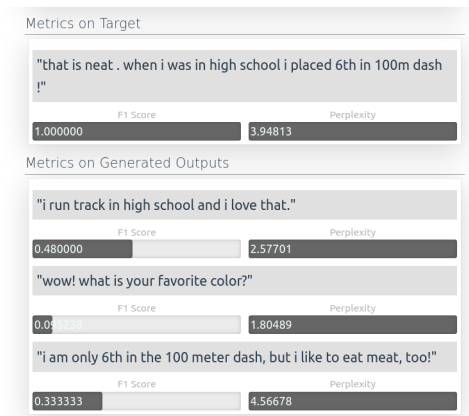 Metrics on Target
"that is neat . when i was in high school i placed 6th in 100m dash
!"
F1 Score Perplexity
1.000000 3.94813
Metrics on Generated Outputs
"i run track in high school and i love that."
F1 Score Perplexity
0.480000 2.57701
"wow! what is your favorite color?"
F1 Score Perplexity
0.095238 1.80489
"i am only 6th in the 100 meter dash, but i like to eat meat, too!"
F1 Score Perplexity
0.333333 4.56678